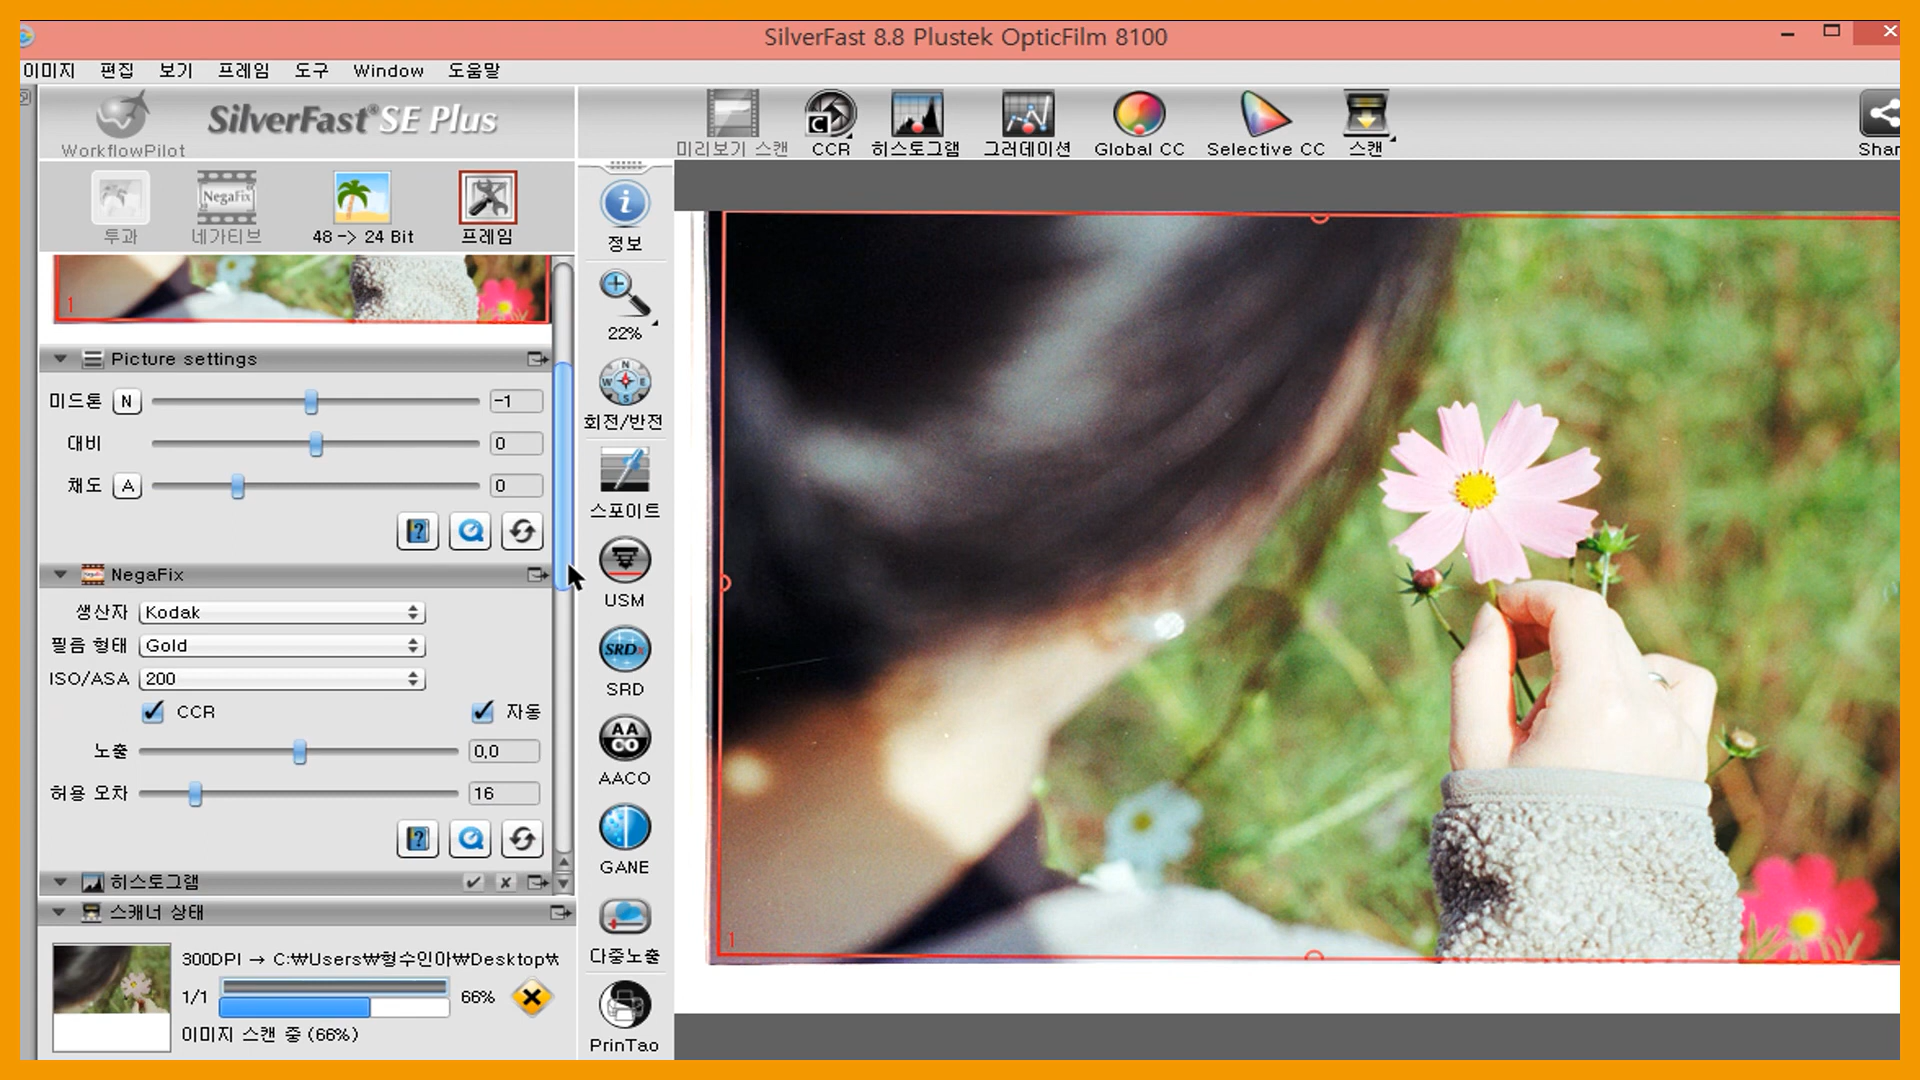 SilverFast 8.8 Plustek OpticFilm 8100
이미지 편집 보기 프레임 도구 Window 도움말
SilverFast® SE Plus
WorkflowPilot
미리보기 스캔 CCR 히스토그램 그러데이션 Global CC Selective CC 스캔 Shar
NegaFix
투과 네가티브 48 -> 24 Bit 프레임
1
Picture settings
미드톤 N -1
대비 0
채도 A 0
NegaFix
생산자 Kodak
필름 형태 Gold
ISO/ASA 200
CCR 자동
노출 0,0
허용 오차 16
히스토그램
스캐너 상태
300DPI → C:₩Users₩형수민아₩Desktop₩
1/1 66%
이미지 스캔 중 (66%)
정보
22%
N
W E
S
회전/반전
스포이트
USM
SRDx
SRD
AACO
AACO
GANE
다중노출
PrinTao
1